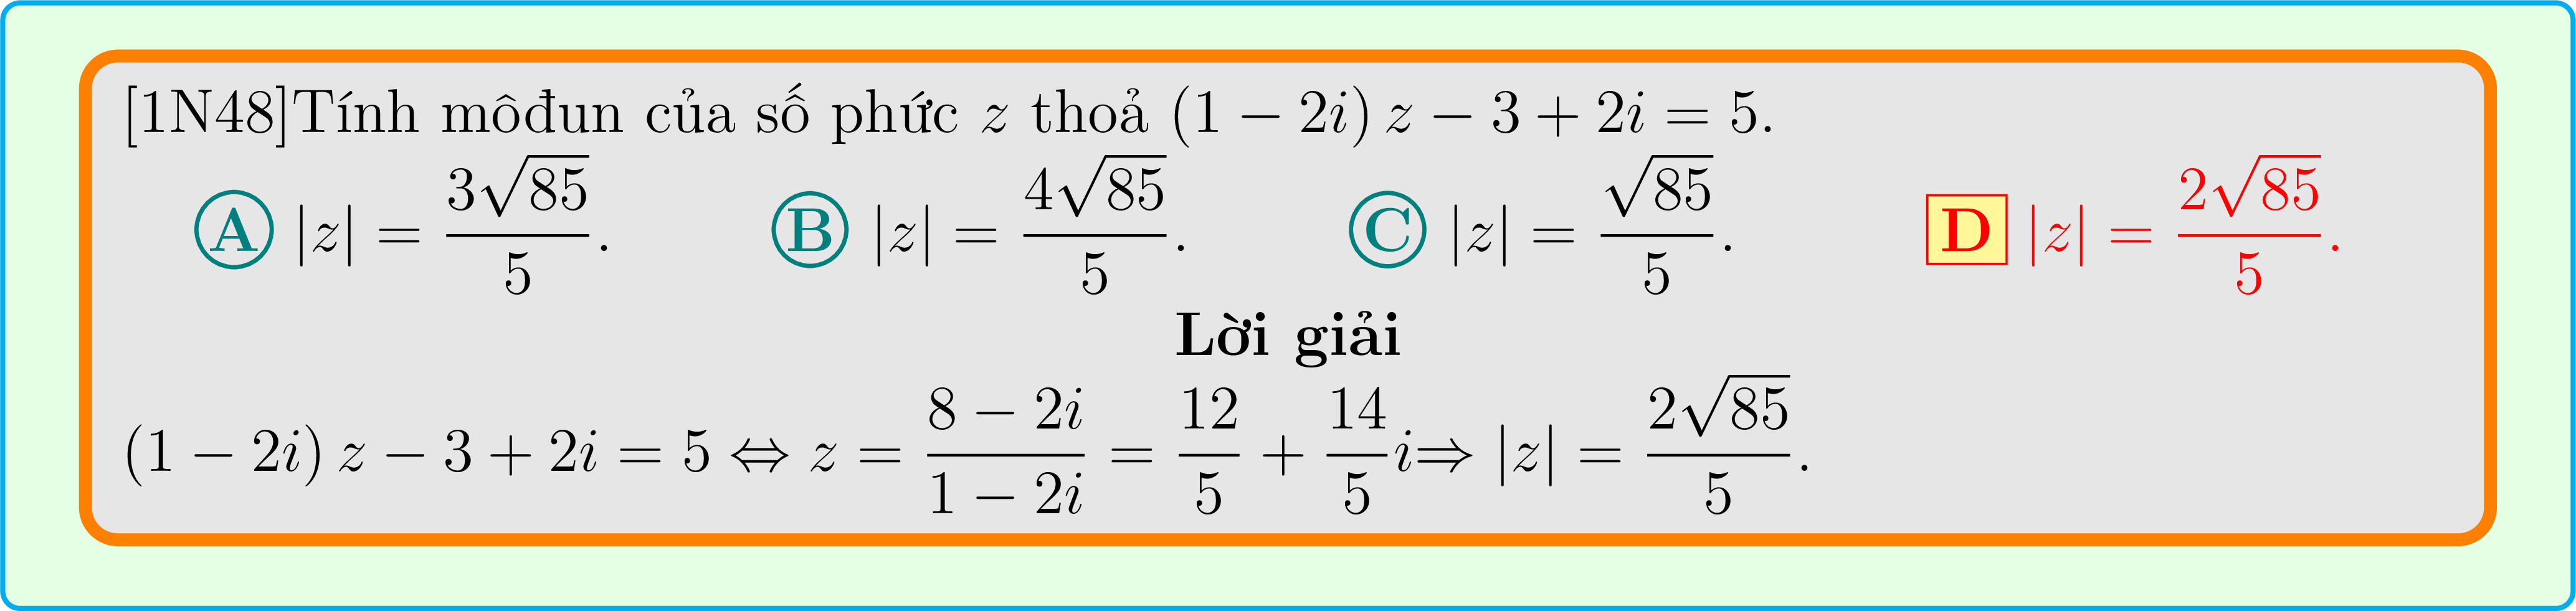 [1N48]Tính môđun của số phức z thoả (1 − 2i) z − 3 + 2i = 5.
A |z| = \frac{3\sqrt{85}}{5}. B |z| = \frac{4\sqrt{85}}{5}. C |z| = \frac{\sqrt{85}}{5}. D |z| = \frac{2\sqrt{85}}{5}.
Lời giải
(1 − 2i) z − 3 + 2i = 5 ⇔ z = \frac{8 − 2i}{1 − 2i} = \frac{12}{5} + \frac{14}{5}i ⇒ |z| = \frac{2\sqrt{85}}{5}.